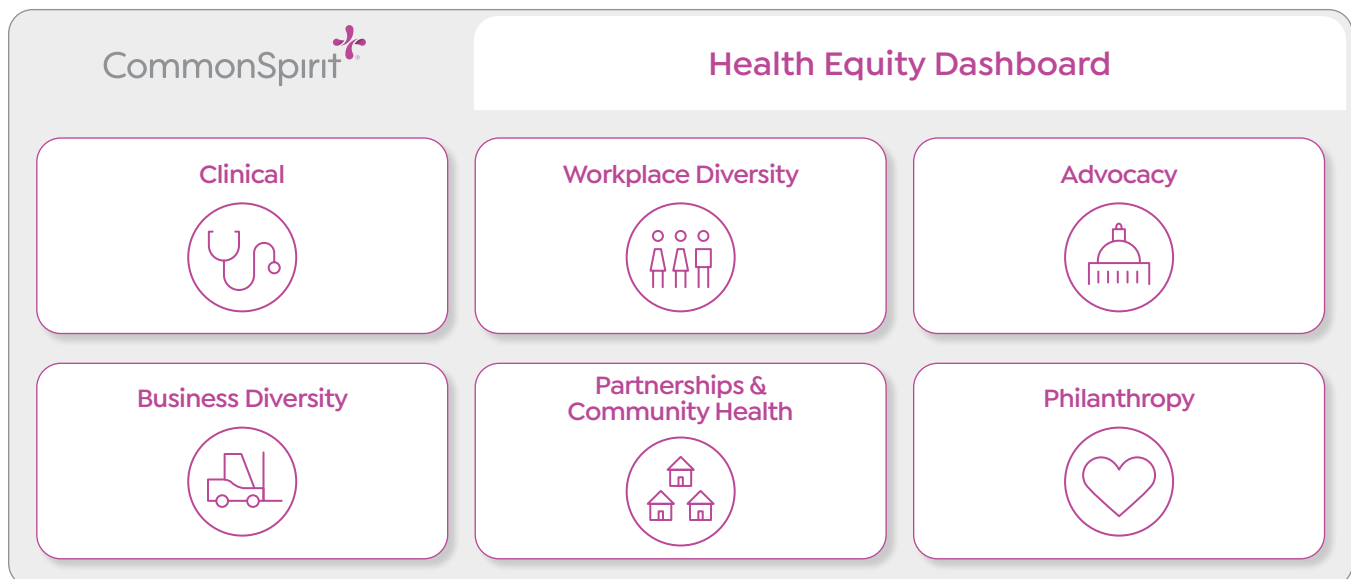 CommonSpirit®
Health Equity Dashboard
Clinical
Workplace Diversity
Advocacy
Business Diversity
Partnerships &
Community Health
Philanthropy